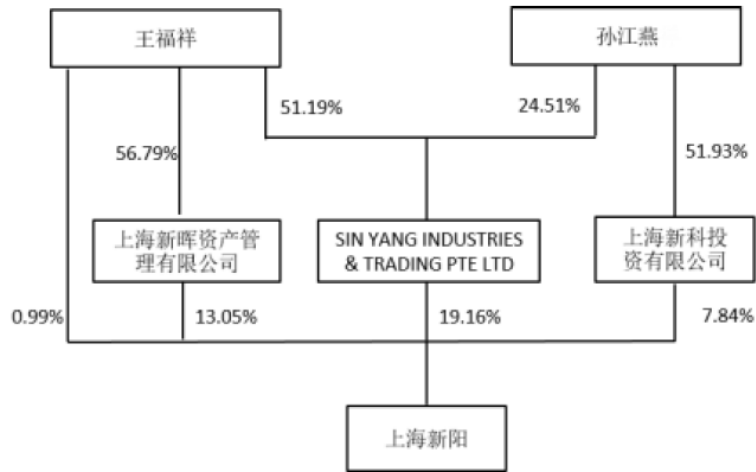 王福祥
孙江燕
51.19%
24.51%
56.79%
51.93%
上海新晖资产管
理有限公司
SIN YANG INDUSTRIES
& TRADING PTE LTD
上海新科投
资有限公司
0.99%
13.05%
19.16%
7.84%
上海新阳